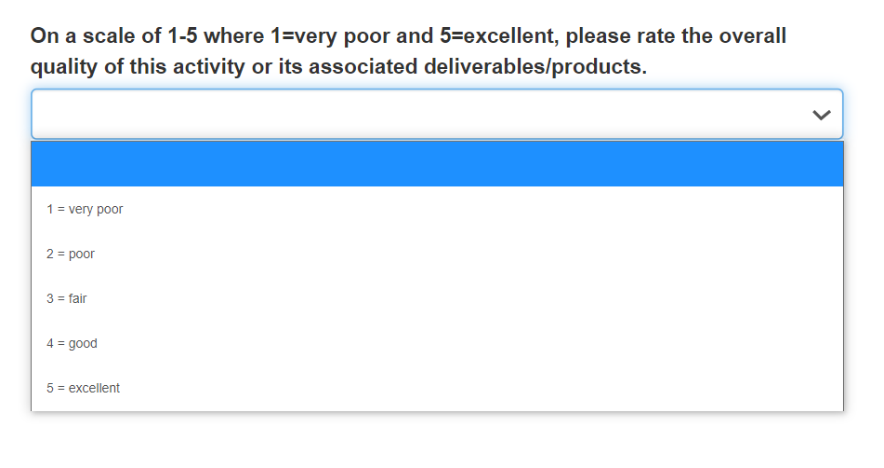 On a scale of 1-5 where 1=very poor and 5=excellent, please rate the overall
quality of this activity or its associated deliverables/products.
1 = very poor
2 = poor
3 = fair
4 = good
5 = excellent